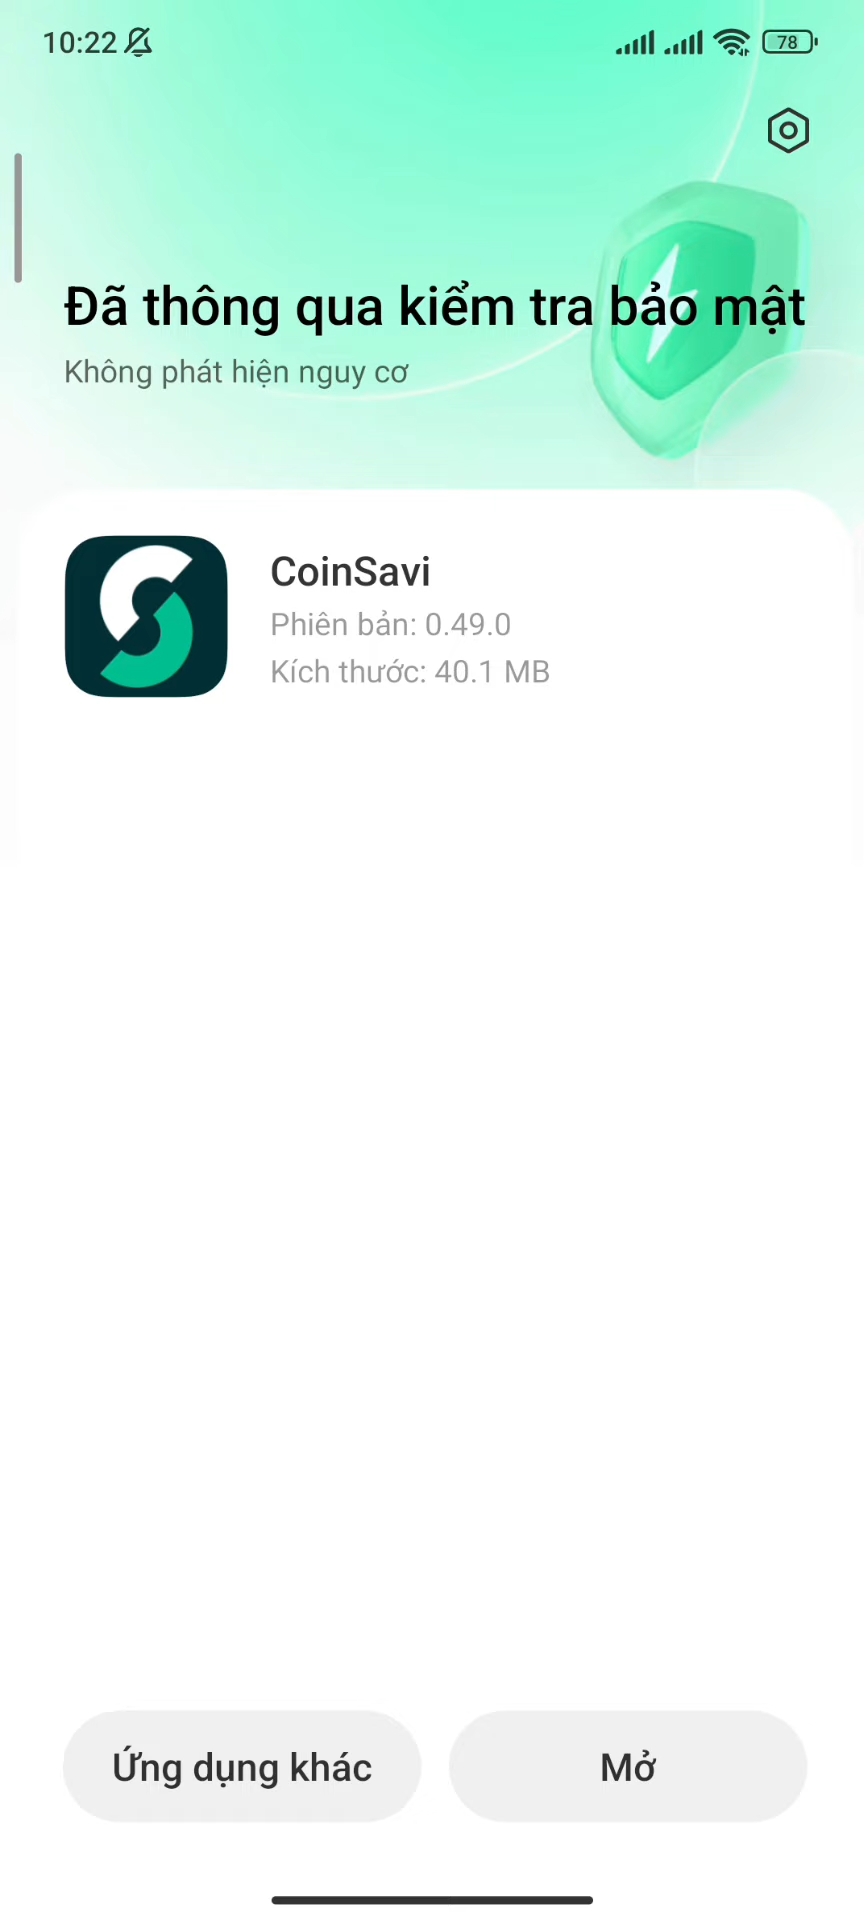 10:22
78
Đã thông qua kiểm tra bảo mật
Không phát hiện nguy cơ
CoinSavi
Phiên bản: 0.49.0
Kích thước: 40.1 MB
Ứng dụng khác
Mở